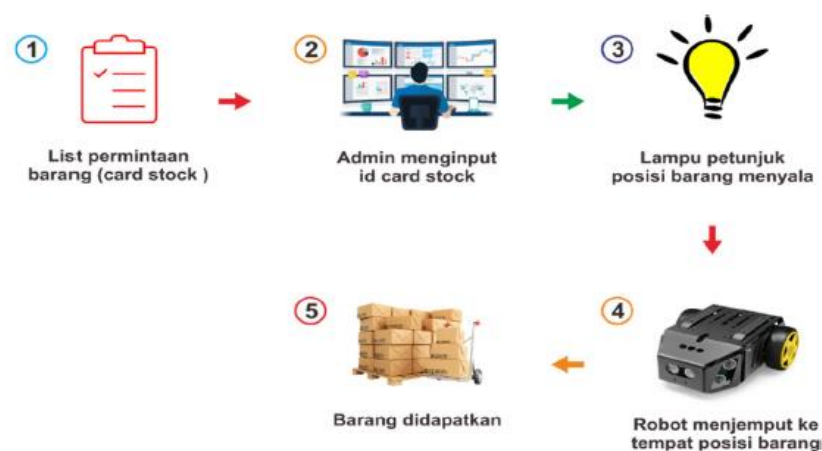 1
List permintaan
barang (card stock )
2
Admin menginput
id card stock
3
Lampu petunjuk
posisi barang menyala
4
Robot menjemput ke
tempat posisi barang
5
Barang didapatkan